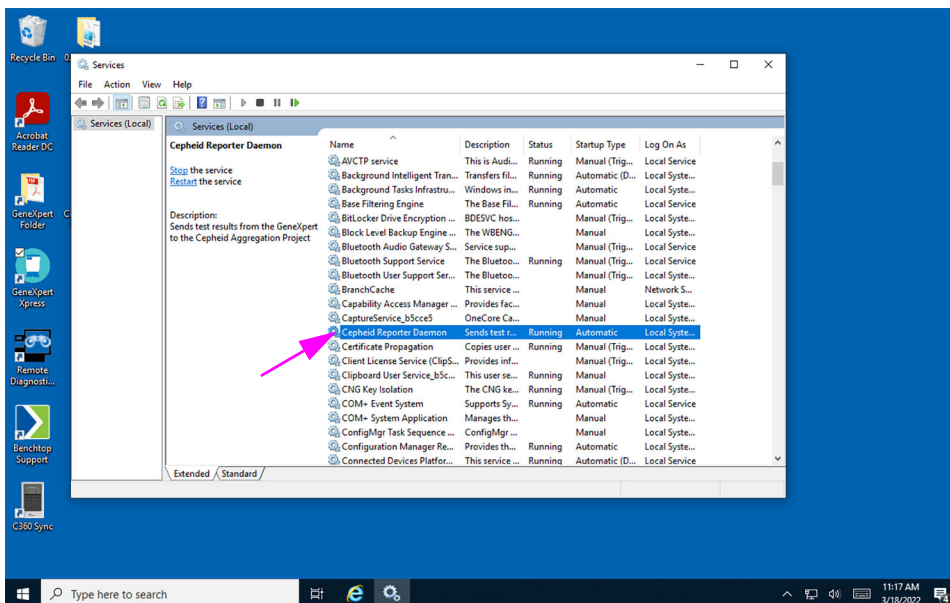 Recycle Bin
Acrobat
Reader DC
GeneXpert
Folder
GeneXpert
Xpress
Remote
Diagnosti...
Benchtop
Support
C360 Sync
Services
File Action View Help
Services (Local)
Services (Local)
Cepheid Reporter Daemon
Stop the service
Restart the service
Description:
Sends test results from the GeneXpert
to the Cepheid Aggregation Project
Name Description Status Startup Type Log On As
AVCTP service This is Audi... Running Manual (Trig... Local Service
Background Intelligent Tran... Transfers fil... Running Automatic (D... Local Syste...
Background Tasks Infrastru... Windows in... Running Automatic Local Syste...
Base Filtering Engine The Base Fil... Running Automatic Local Service
BitLocker Drive Encryption ... BDESVC hos... Manual (Trig... Local Syste...
Block Level Backup Engine ... The WBENG... Manual Local Syste...
Bluetooth Audio Gateway S... Service sup... Manual (Trig... Local Service
Bluetooth Support Service The Bluetoo... Running Manual (Trig... Local Service
Bluetooth User Support Ser... The Bluetoo... Manual (Trig... Local Syste...
BranchCache This service ... Manual Network S...
Capability Access Manager ... Provides fac... Manual Local Syste...
CaptureService_b5cce5 OneCore Ca... Manual Local Syste...
Cepheid Reporter Daemon Sends test r... Running Automatic Local Syste...
Certificate Propagation Copies user ... Running Manual (Trig... Local Syste...
Client License Service (ClipS... Provides inf... Manual (Trig... Local Syste...
Clipboard User Service_b5c... This user se... Running Manual Local Syste...
CNG Key Isolation The CNG ke... Running Manual (Trig... Local Syste...
COM+ Event System Supports Sy... Running Automatic Local Service
COM+ System Application Manages th... Manual Local Syste...
ConfigMgr Task Sequence ... ConfigMgr ... Manual Local Syste...
Configuration Manager Re... Provides th... Running Automatic Local Syste...
Connected Devices Platfor... This service ... Running Automatic (D... Local Service
Extended Standard
Type here to search
11:17 AM
3/18/2022